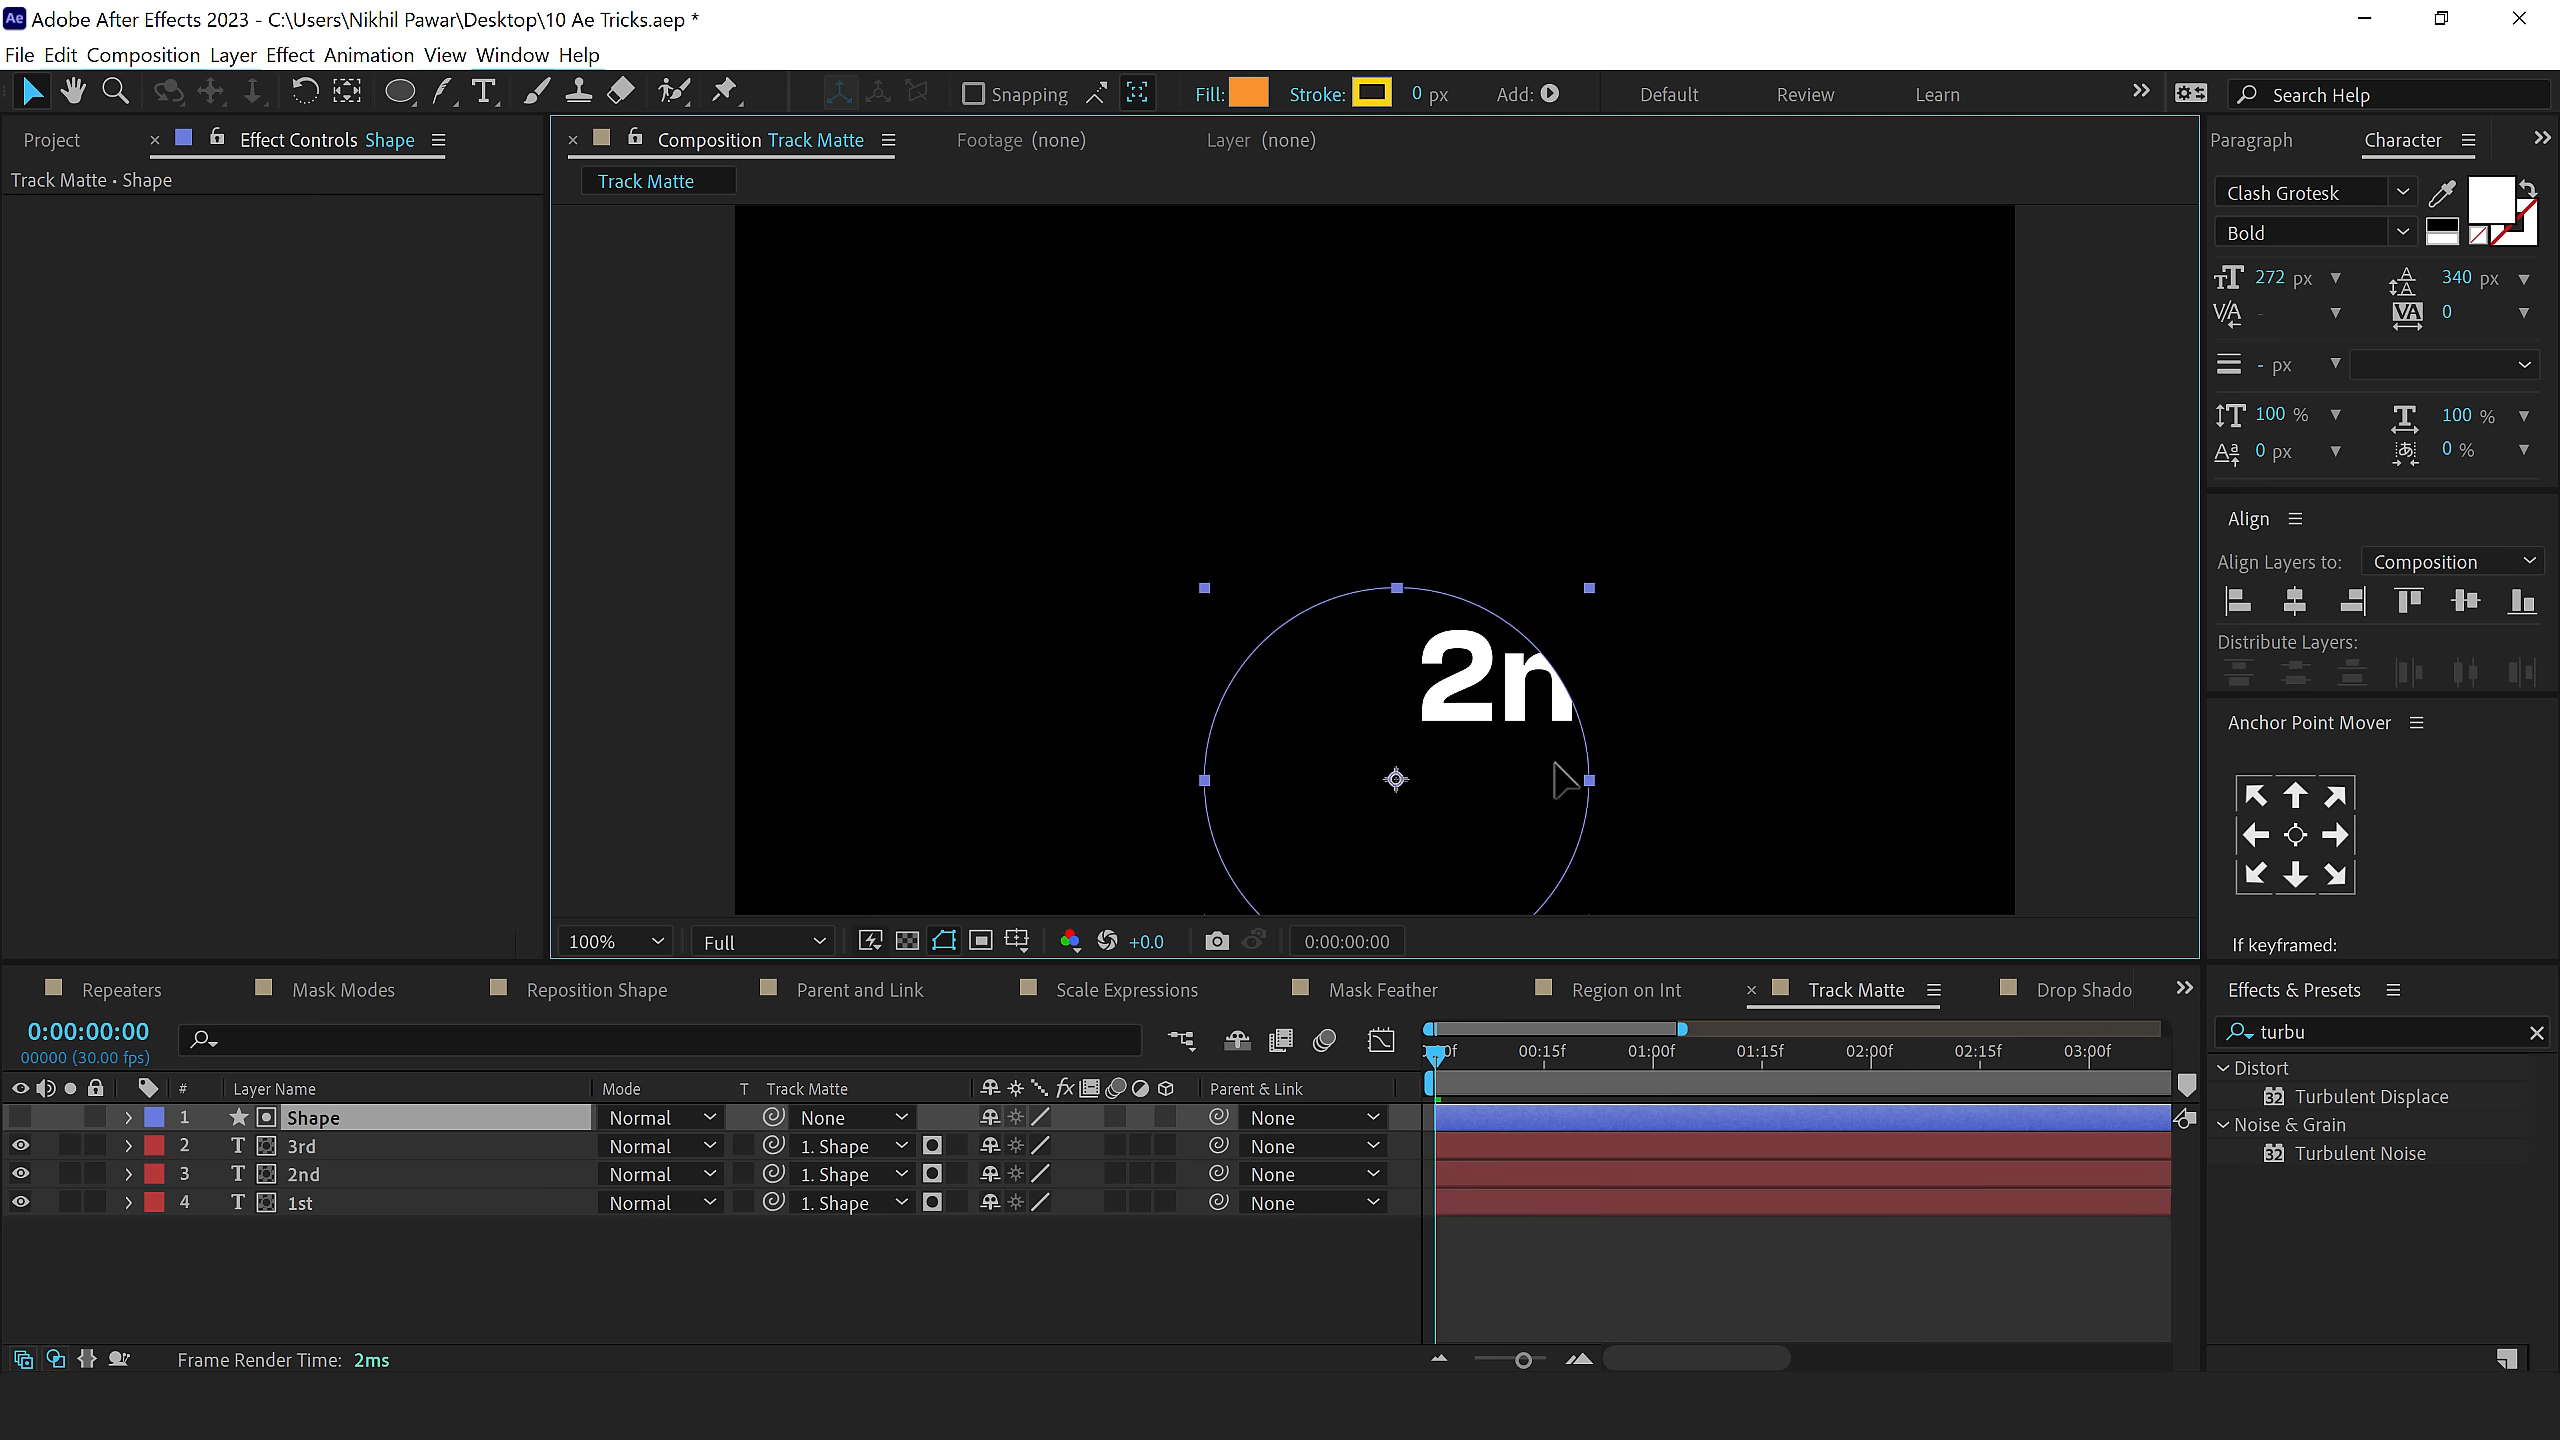 Adobe After Effects 2023 - C:\Users\Nikhil Pawar\Desktop\10 Ae Tricks.aep *
File Edit Composition Layer Effect Animation View Window Help
Snapping Fill: Stroke: 0 px Add: Default Review Learn Search Help
Project Effect Controls Shape
Track Matte • Shape
Composition Track Matte Footage (none) Layer (none)
Track Matte
2n
100% Full +0.0 0:00:00:00
Paragraph Character
Clash Grotesk
Bold
272 px 340 px
- 0
- px
100 % 100 %
0 px 0 %
Align
Align Layers to: Composition
Distribute Layers:
Anchor Point Mover
If keyframed:
Repeaters Mask Modes Reposition Shape Parent and Link Scale Expressions Mask Feather Region on Int Track Matte Drop Shado
0:00:00:00
00000 (30.00 fps)
00:15f 01:00f 01:15f 02:00f 02:15f 03:00f
# Layer Name Mode T Track Matte Parent & Link
1 Shape Normal None None
2 3rd Normal 1. Shape None
3 2nd Normal 1. Shape None
4 1st Normal 1. Shape None
Frame Render Time: 2ms
Effects & Presets
turbu
Distort
32 Turbulent Displace
Noise & Grain
32 Turbulent Noise